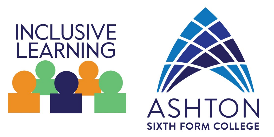 INCLUSIVE
LEARNING
ASHTON
SIXTH FORM COLLEGE